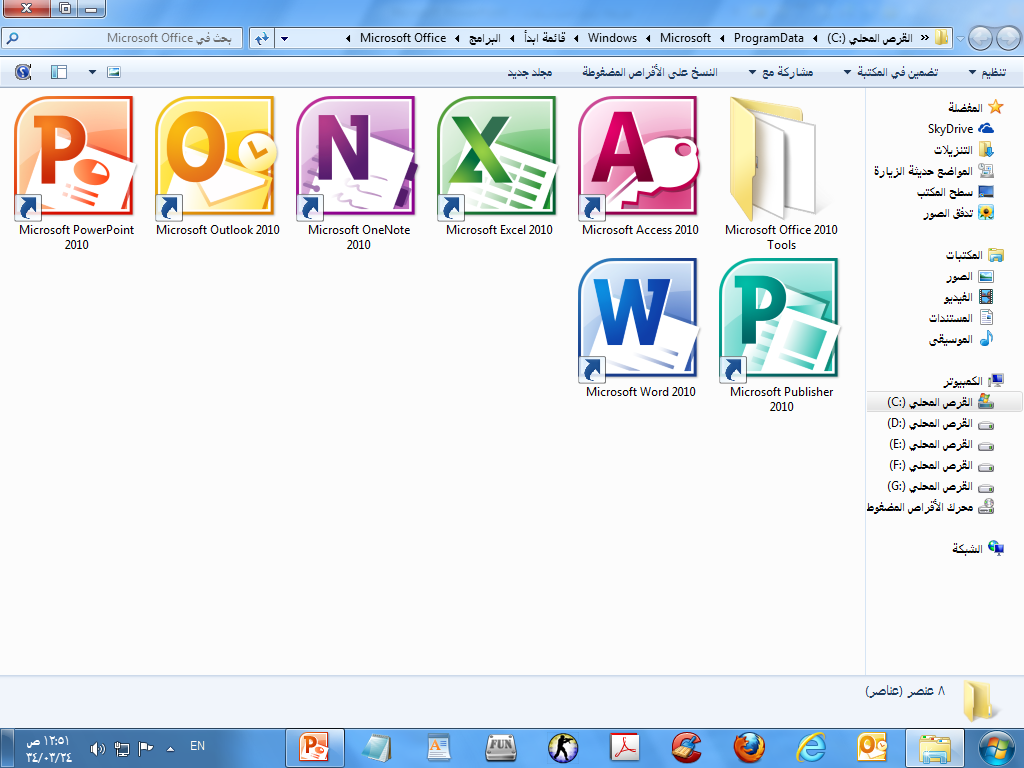 القرص المحلي (C:) ProgramData Microsoft Windows قائمة ابدأ البرامج Microsoft Office
بحث في Microsoft Office
تنظيم تضمين في المكتبة مشاركة مع النسخ على الأقراص المضغوطة مجلد جديد
المفضلة
SkyDrive
التنزيلات
المواضع حديثة الزيارة
سطح المكتب
تدفق الصور
المكتبات
الصور
الفيديو
المستندات
الموسيقى
الكمبيوتر
القرص المحلي (C:)
القرص المحلي (D:)
القرص المحلي (E:)
القرص المحلي (F:)
القرص المحلي (G:)
محرك الأقراص المضغوط
الشبكة
Microsoft Office 2010
Tools
Microsoft Access 2010
Microsoft Excel 2010
Microsoft OneNote
2010
Microsoft Outlook 2010
Microsoft PowerPoint
2010
Microsoft Publisher
2010
Microsoft Word 2010
٨ عنصر (عناصر)
FUN
EN
١٢:٥١ ص
٣٤/٠٣/٢٤